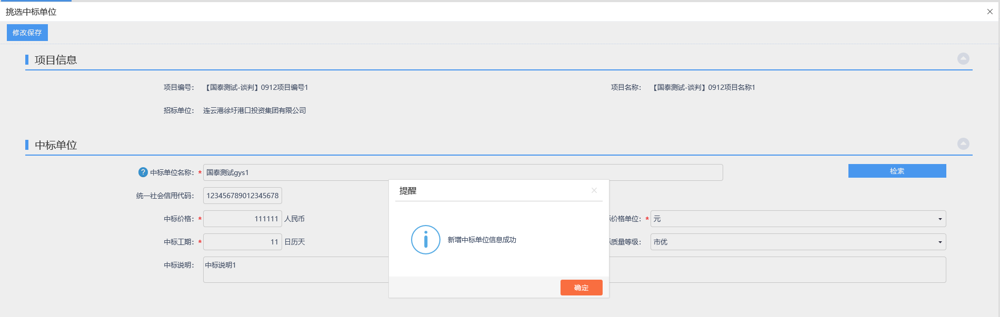 挑选中标单位
修改保存
项目信息
项目编号： 【国泰测试-谈判】0912项目编号1 项目名称： 【国泰测试-谈判】0912项目名称1
招标单位： 连云港徐圩港口投资集团有限公司
中标单位
? 中标单位名称：* 国泰测试gys1 检索
统一社会信用代码： 123456789012345678
中标价格：* 111111 人民币 价格单位：* 元
中标工期：* 11 日历天 质量等级： 市优
中标说明： 中标说明1
提醒
新增中标单位信息成功
确定